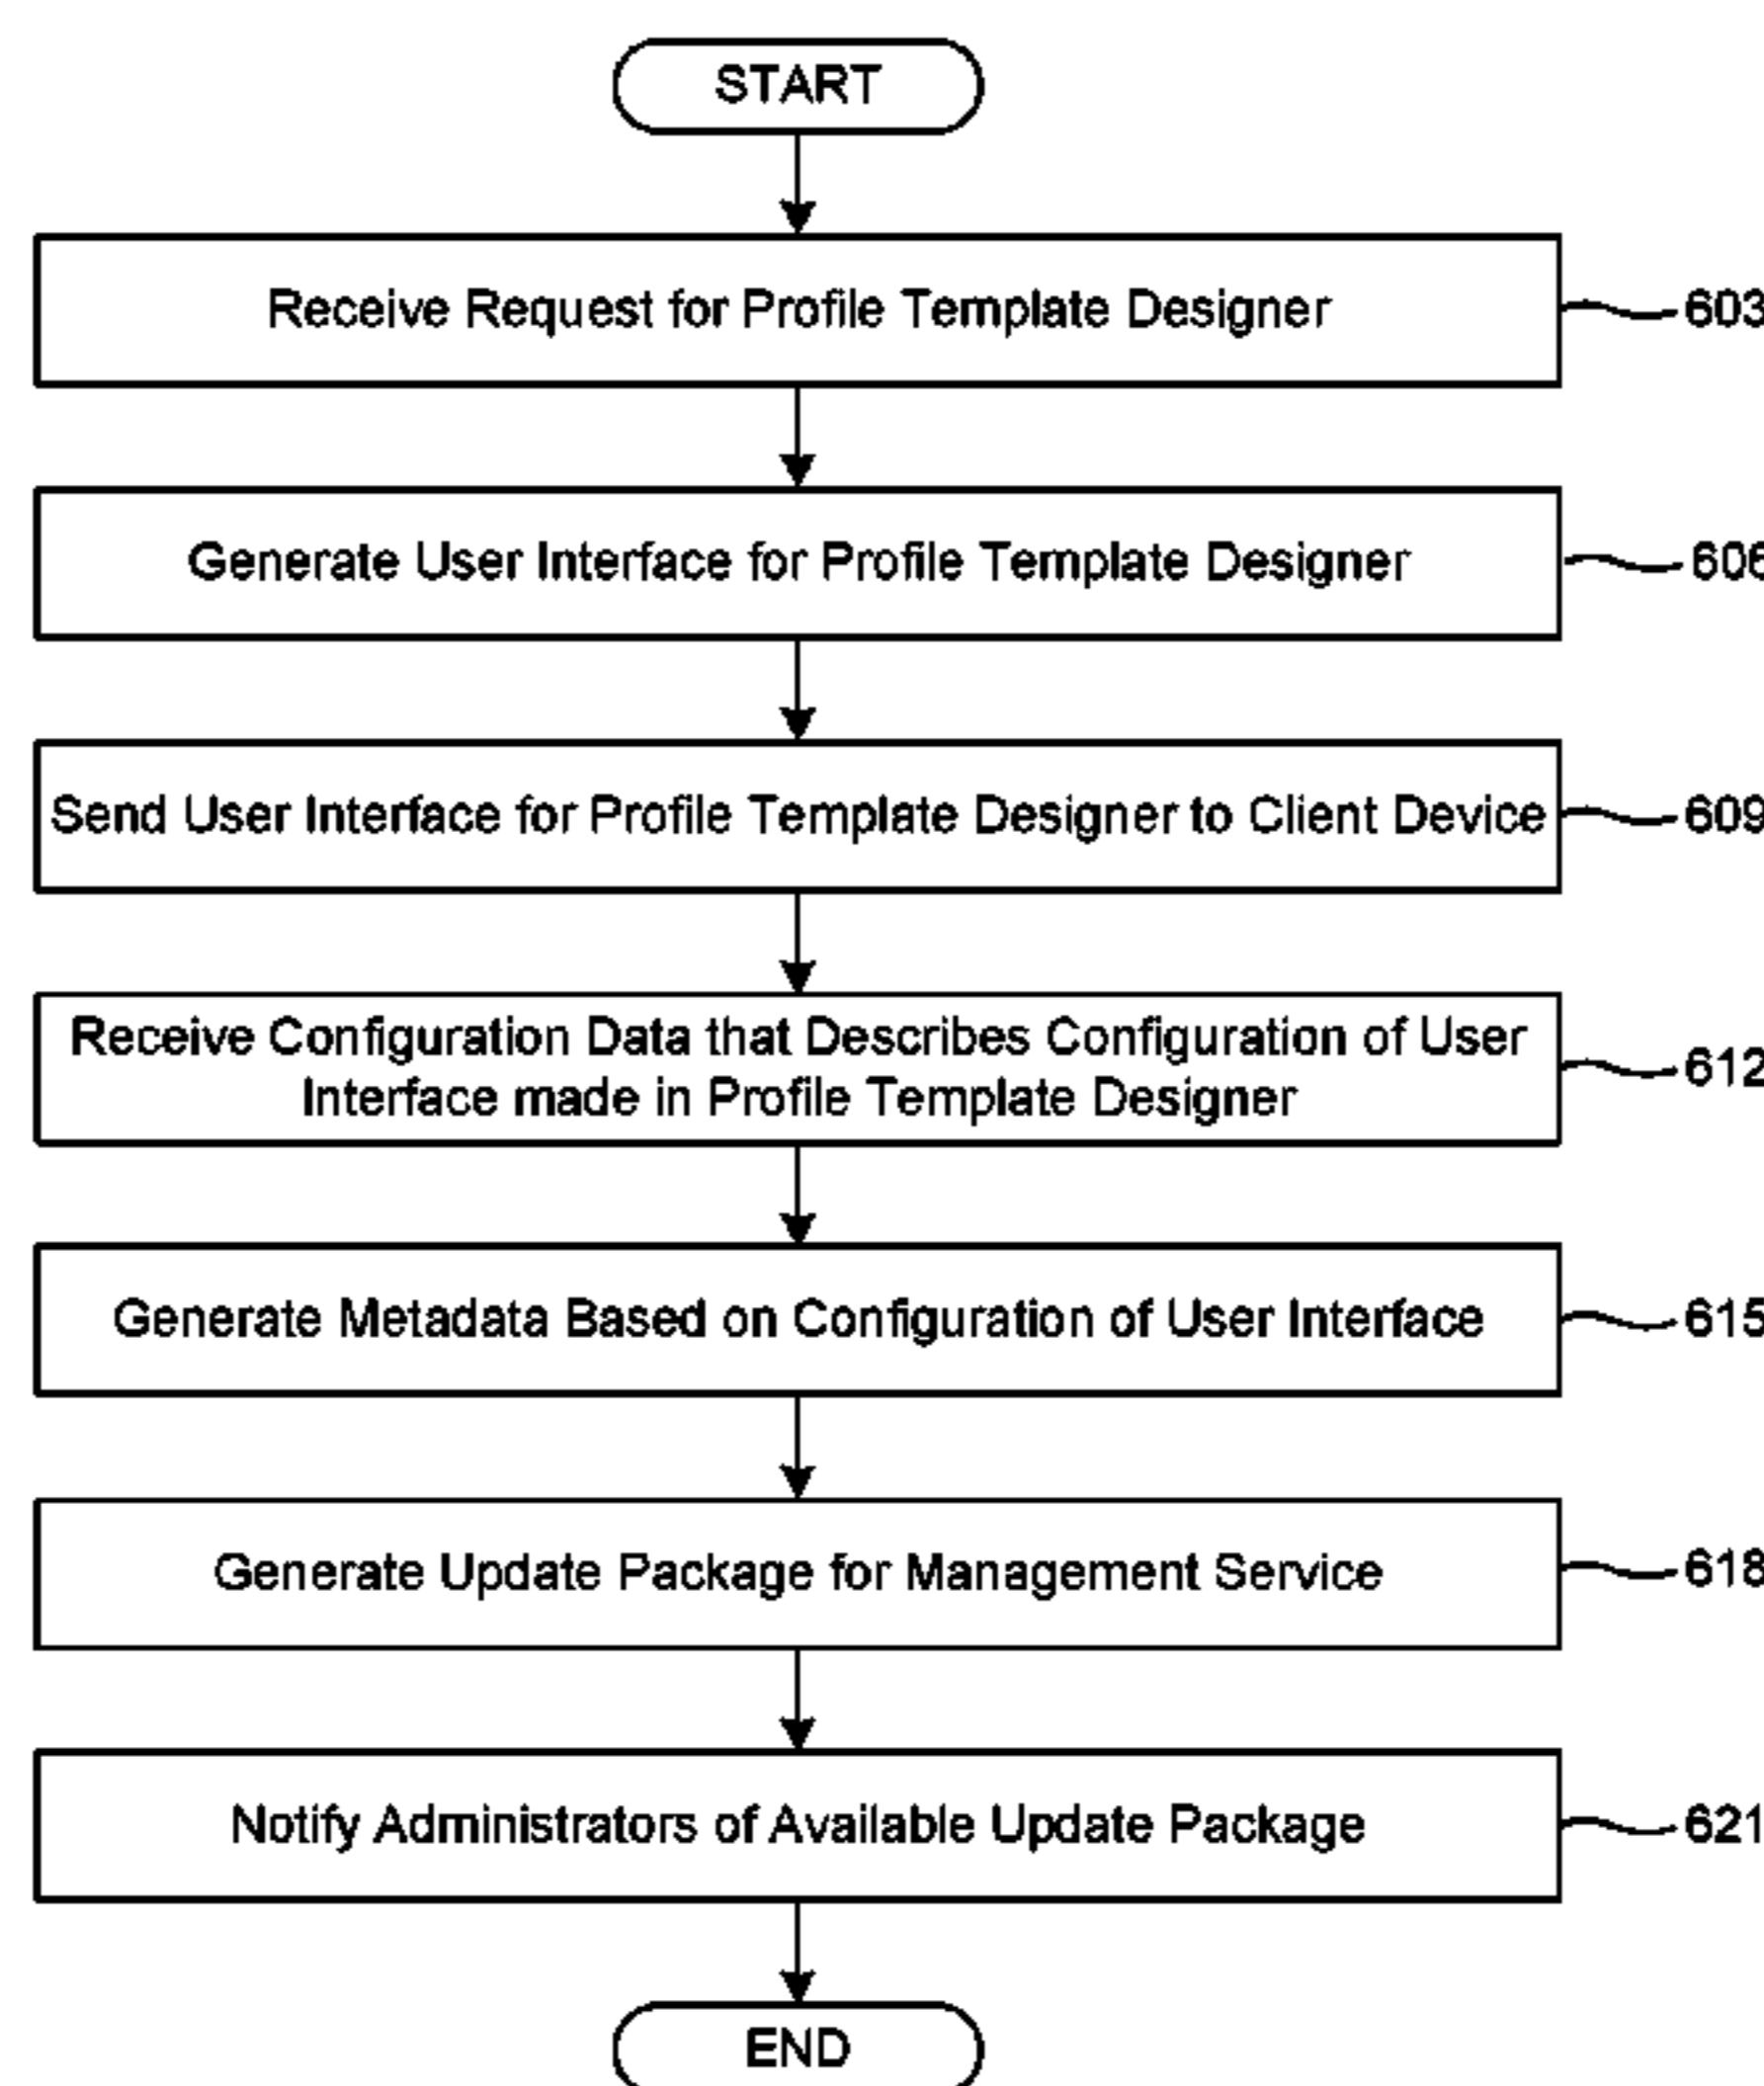 START
Receive Request for Profile Template Designer
603
Generate User Interface for Profile Template Designer
606
Send User Interface for Profile Template Designer to Client Device
609
Receive Configuration Data that Describes Configuration of User
Interface made in Profile Template Designer
612
Generate Metadata Based on Configuration of User Interface
615
Generate Update Package for Management Service
618
Notify Administrators of Available Update Package
621
END